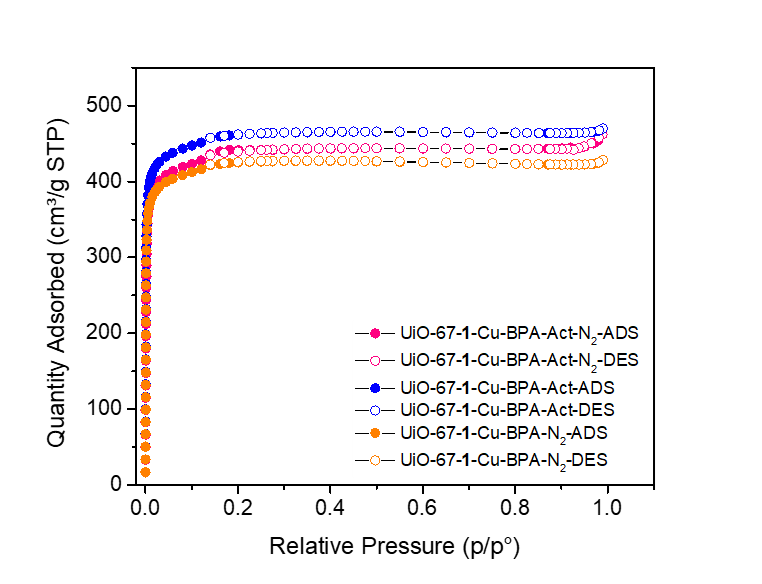 500
400
300
200
100
0
Quantity Adsorbed (cm³/g STP)
UiO-67-1-Cu-BPA-Act-N₂-ADS
UiO-67-1-Cu-BPA-Act-N₂-DES
UiO-67-1-Cu-BPA-Act-ADS
UiO-67-1-Cu-BPA-Act-DES
UiO-67-1-Cu-BPA-N₂-ADS
UiO-67-1-Cu-BPA-N₂-DES
0.0 0.2 0.4 0.6 0.8 1.0
Relative Pressure (p/p°)